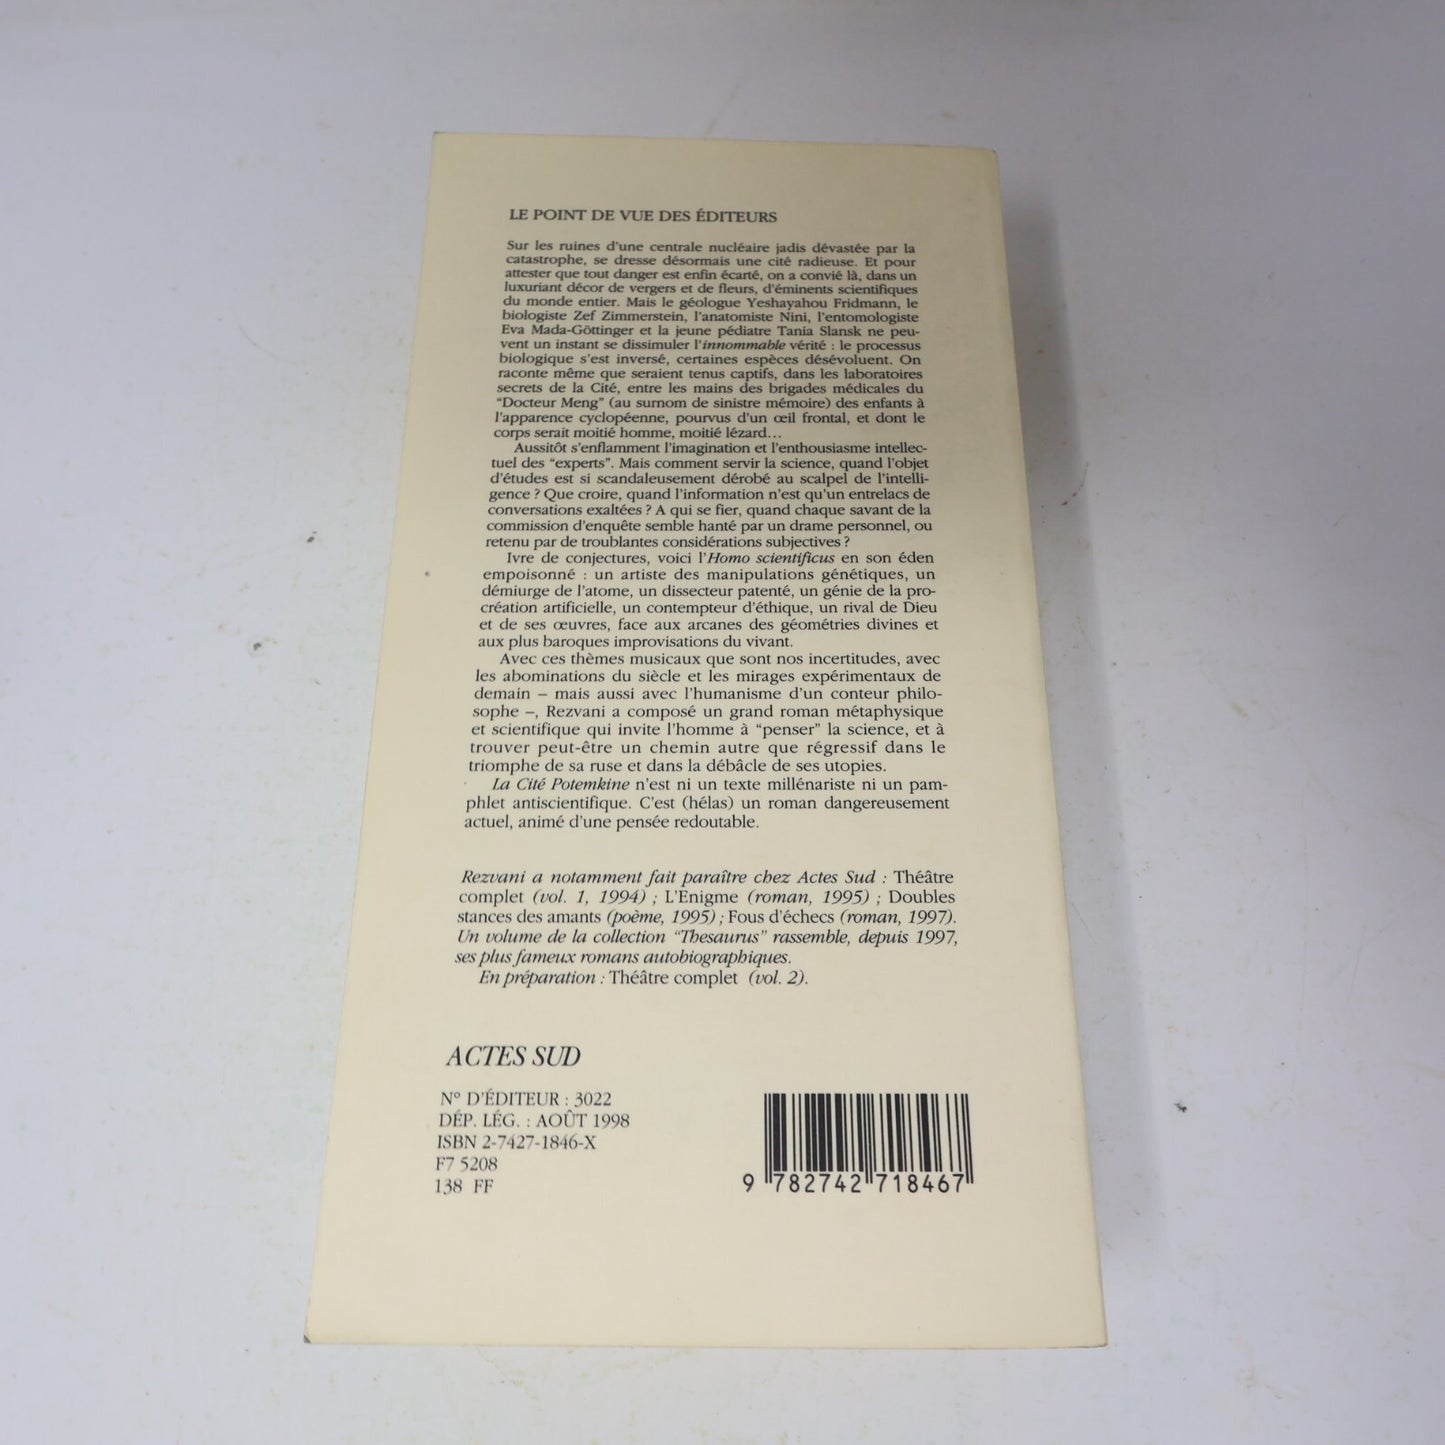 LE POINT DE VUE DES ÉDITEURS
Sur les ruines d'une centrale nucléaire jadis dévastée par la
catastrophe, se dresse désormais une cité radieuse. Et pour
attester que tout danger est enfin écarté, on a convié là, dans un
luxuriant décor de vergers et de fleurs, d'éminents scientifiques
du monde entier. Mais le géologue Yeshayahou Fridmann, le
biologiste Zef Zimmerstein, l'anatomiste Nini, l'entomologiste
Eva Mada-Göttinger et la jeune pédiatre Tania Slansk ne peu-
vent un instant se dissimuler l'innommable vérité : le processus
biologique s'est inversé, certaines espèces désévoluent. On
raconte même que seraient tenus captifs, dans les laboratoires
secrets de la Cité, entre les mains des brigades médicales du
“Docteur Meng” (au surnom de sinistre mémoire) des enfants à
l'apparence cyclopéenne, pourvus d'un œil frontal, et dont le
corps serait moitié homme, moitié lézard…
Aussitôt s'enflamment l'imagination et l'enthousiasme intellec-
tuel des “experts”. Mais comment servir la science, quand l'objet
d'études est si scandaleusement dérobé au scalpel de l'intelli-
gence ? Que croire, quand l'information n'est qu'un entrelacs de
conversations exaltées ? A qui se fier, quand chaque savant de la
commission d'enquête semble hanté par un drame personnel, ou
retenu par de troublantes considérations subjectives ?
Ivre de conjectures, voici l'Homo scientificus en son éden
empoisonné : un artiste des manipulations génétiques, un
démiurge de l'atome, un dissecteur patenté, un génie de la pro-
création artificielle, un contempteur d'éthique, un rival de Dieu
et de ses œuvres, face aux arcanes des géométries divines et
aux plus baroques improvisations du vivant.
Avec ces thèmes musicaux que sont nos incertitudes, avec
les abominations du siècle et les mirages expérimentaux de
demain – mais aussi avec l'humanisme d'un conteur philo-
sophe –, Rezvani a composé un grand roman métaphysique
et scientifique qui invite l'homme à “penser” la science, et à
trouver peut-être un chemin autre que régressif dans le
triomphe de sa ruse et dans la débâcle de ses utopies.
La Cité Potemkine n'est ni un texte millénariste ni un pam-
phlet antiscientifique. C'est (hélas) un roman dangereusement
actuel, animé d'une pensée redoutable.
Rezvani a notamment fait paraître chez Actes Sud : Théâtre
complet (vol. 1, 1994) ; L'Enigme (roman, 1995) ; Doubles
stances des amants (poème, 1995) ; Fous d'échecs (roman, 1997).
Un volume de la collection “Thesaurus” rassemble, depuis 1997,
ses plus fameux romans autobiographiques.
En préparation : Théâtre complet (vol. 2).
ACTES SUD
N° D'ÉDITEUR : 3022
DÉP. LÉG. : AOÛT 1998
ISBN 2-7427-1846-X
F7 5208
138 FF
9 782742 718467